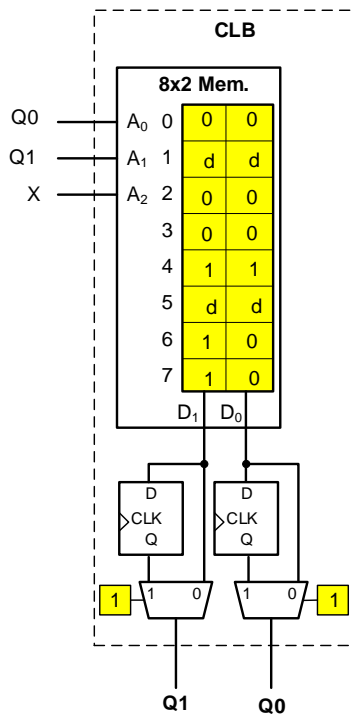 CLB
8x2 Mem.
Q0 A₀ 0 0 0
Q1 A₁ 1 d d
X A₂ 2 0 0
3 0 0
4 1 1
5 d d
6 1 0
7 1 0
D₁ D₀
D D
CLK CLK
Q Q
1 1 0 1 0 1
Q1 Q0